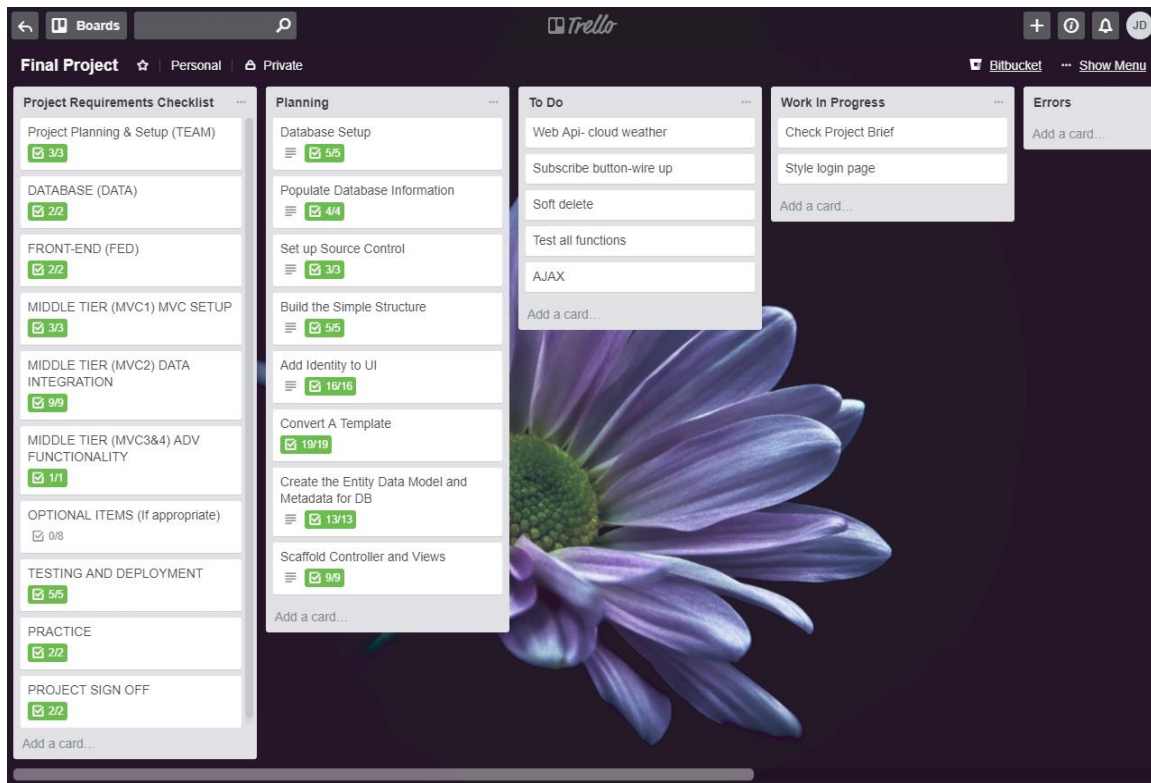 Boards
Trello
JD
Final Project
Personal
Private
Bitbucket
··· Show Menu
Project Requirements Checklist ···
Project Planning & Setup (TEAM)
3/3
DATABASE (DATA)
2/2
FRONT-END (FED)
2/2
MIDDLE TIER (MVC1) MVC SETUP
3/3
MIDDLE TIER (MVC2) DATA
INTEGRATION
9/9
MIDDLE TIER (MVC3&4) ADV
FUNCTIONALITY
1/1
OPTIONAL ITEMS (If appropriate)
0/8
TESTING AND DEPLOYMENT
5/5
PRACTICE
2/2
PROJECT SIGN OFF
2/2
Add a card...
Planning ···
Database Setup
5/5
Populate Database Information
4/4
Set up Source Control
3/3
Build the Simple Structure
5/5
Add Identity to UI
16/16
Convert A Template
19/19
Create the Entity Data Model and
Metadata for DB
13/13
Scaffold Controller and Views
9/9
Add a card...
To Do ···
Web Api- cloud weather
Subscribe button-wire up
Soft delete
Test all functions
AJAX
Add a card...
Work In Progress ···
Check Project Brief
Style login page
Add a card...
Errors
Add a card...